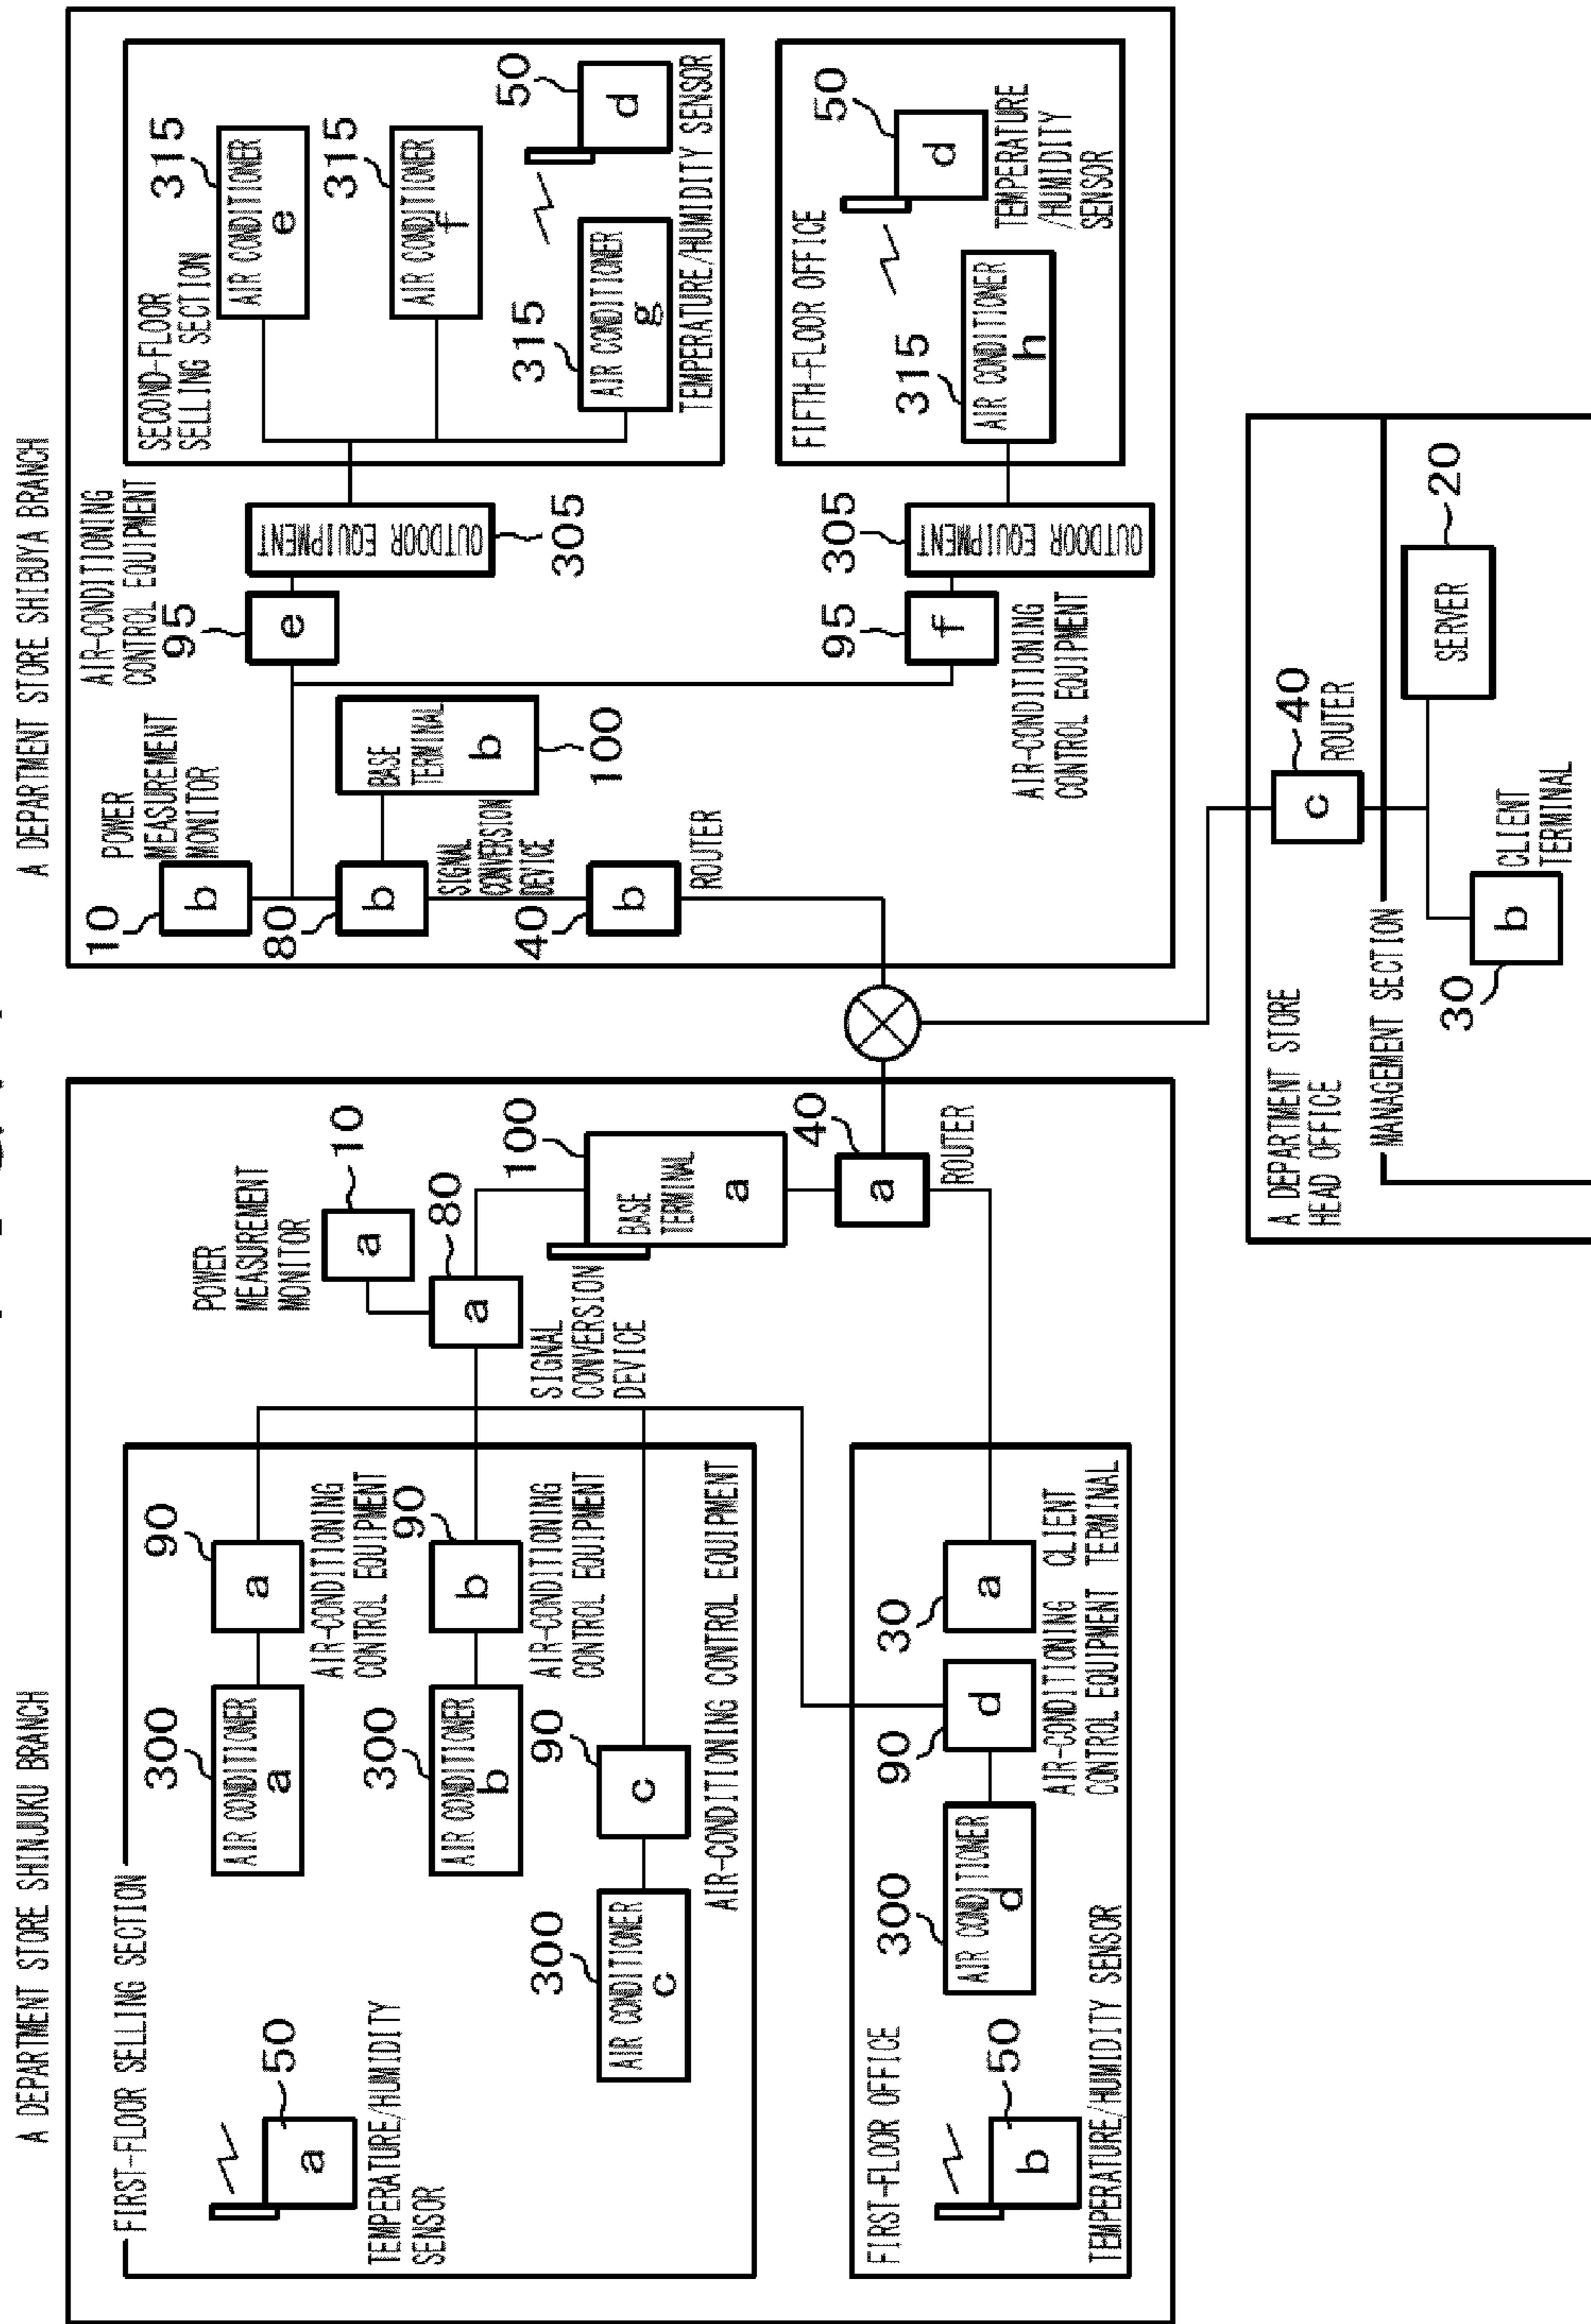 A DEPARTMENT STORE SHINJUKU BRANCH
FIRST-FLOOR SELLING SECTION
50
a
TEMPERATURE/HUMIDITY
SENSOR
300
AIR CONDITIONER
a
90
a
AIR-CONDITIONING
CONTROL EQUIPMENT
300
AIR CONDITIONER
b
90
b
AIR-CONDITIONING
CONTROL EQUIPMENT
300
AIR CONDITIONER
c
90
c
AIR-CONDITIONING CONTROL EQUIPMENT
POWER
MEASUREMENT
MONITOR
10
a
80
a
SIGNAL
CONVERSION
DEVICE
100
BASE
TERMINAL
a
40
a
ROUTER
FIRST-FLOOR OFFICE
50
b
TEMPERATURE/HUMIDITY SENSOR
300
AIR CONDITIONER
d
90
d
30
a
AIR-CONDITIONING CLIENT
CONTROL EQUIPMENT TERMINAL
A DEPARTMENT STORE SHIBUYA BRANCH
10
b
POWER
MEASUREMENT
MONITOR
80
b
SIGNAL
CONVERSION
DEVICE
BASE
TERMINAL
b
100
40
b
ROUTER
AIR-CONDITIONING
CONTROL EQUIPMENT
95
e
OUTDOOR EQUIPMENT
305
SECOND-FLOOR
SELLING SECTION
315
AIR CONDITIONER
e
315
AIR CONDITIONER
f
315
AIR CONDITIONER
g
50
d
TEMPERATURE/HUMIDITY SENSOR
95
f
AIR-CONDITIONING
CONTROL EQUIPMENT
305
OUTDOOR EQUIPMENT
FIFTH-FLOOR OFFICE
315
AIR CONDITIONER
h
50
d
TEMPERATURE
/HUMIDITY
SENSOR
A DEPARTMENT STORE
HEAD OFFICE
40
c
ROUTER
MANAGEMENT SECTION
30
b
CLIENT
TERMINAL
20
SERVER